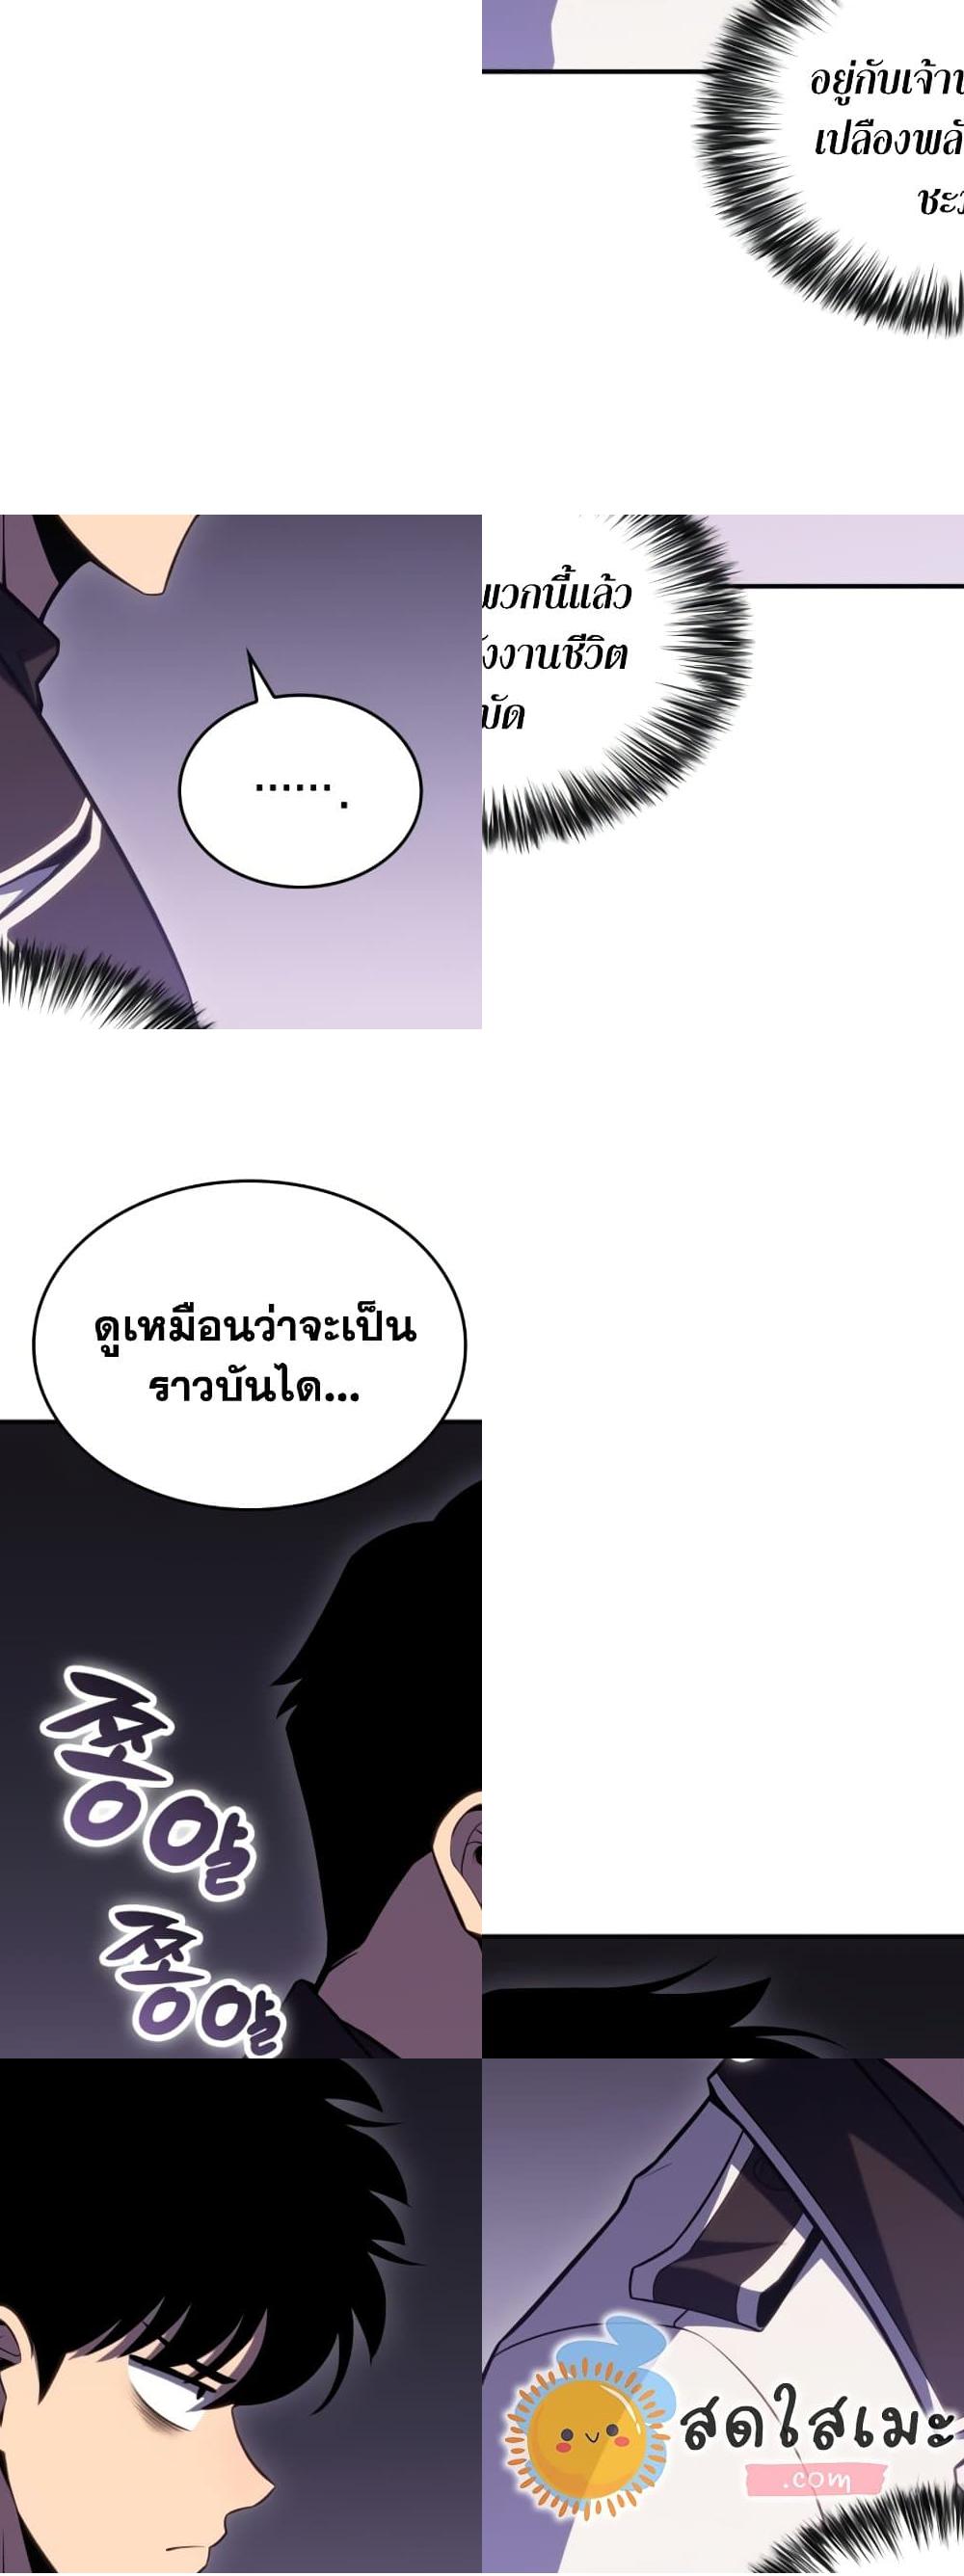 อยู่กับเจ้า
เปลืองพลั
ชะ
พวกนี้แล้ว
ังงานชีวิต
มัด
.......
ดูเหมือนว่าจะเป็น
ราวบันได...
쫑알
쫑알
สดใสเมะ
.com